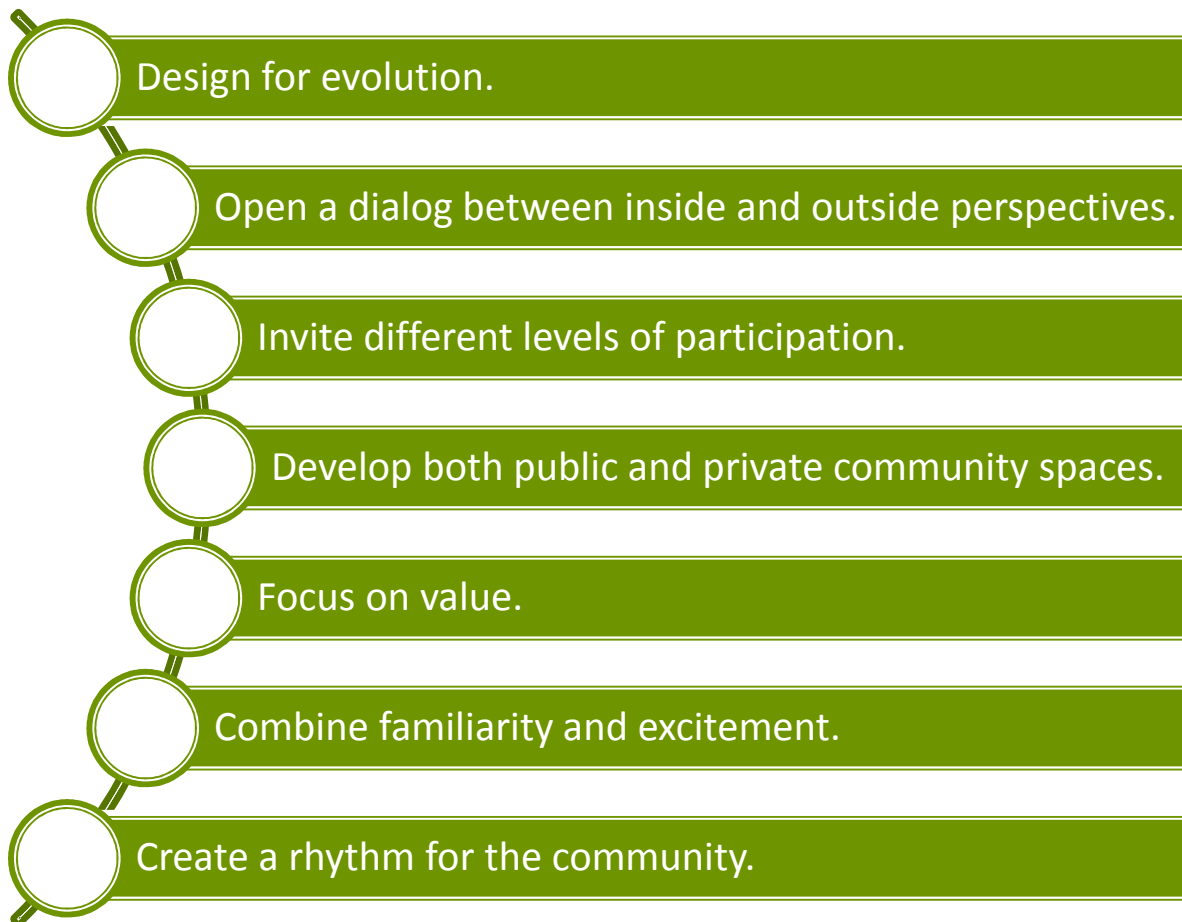 Design for evolution.
Open a dialog between inside and outside perspectives.
Invite different levels of participation.
Develop both public and private community spaces.
Focus on value.
Combine familiarity and excitement.
Create a rhythm for the community.